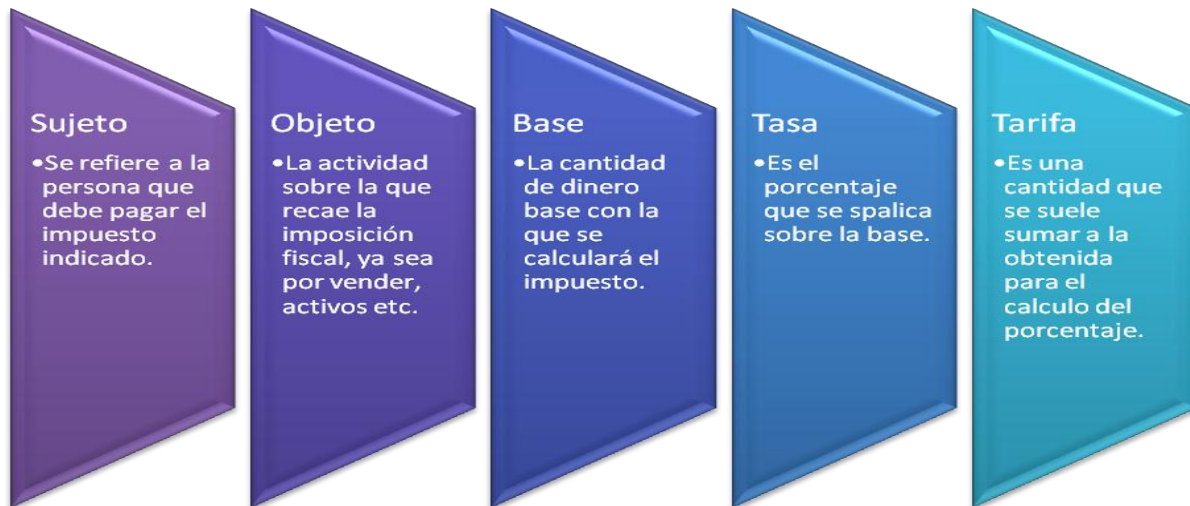 Sujeto
•Se refiere a la
persona que
debe pagar el
impuesto
indicado.
Objeto
•La actividad
sobre la que
recae la
imposición
fiscal, ya sea
por vender,
activos etc.
Base
•La cantidad
de dinero
base con la
que se
calculará el
impuesto.
Tasa
•Es el
porcentaje
que se spalica
sobre la base.
Tarifa
•Es una
cantidad que
se suele
sumar a la
obtenida
para el
calculo del
porcentaje.